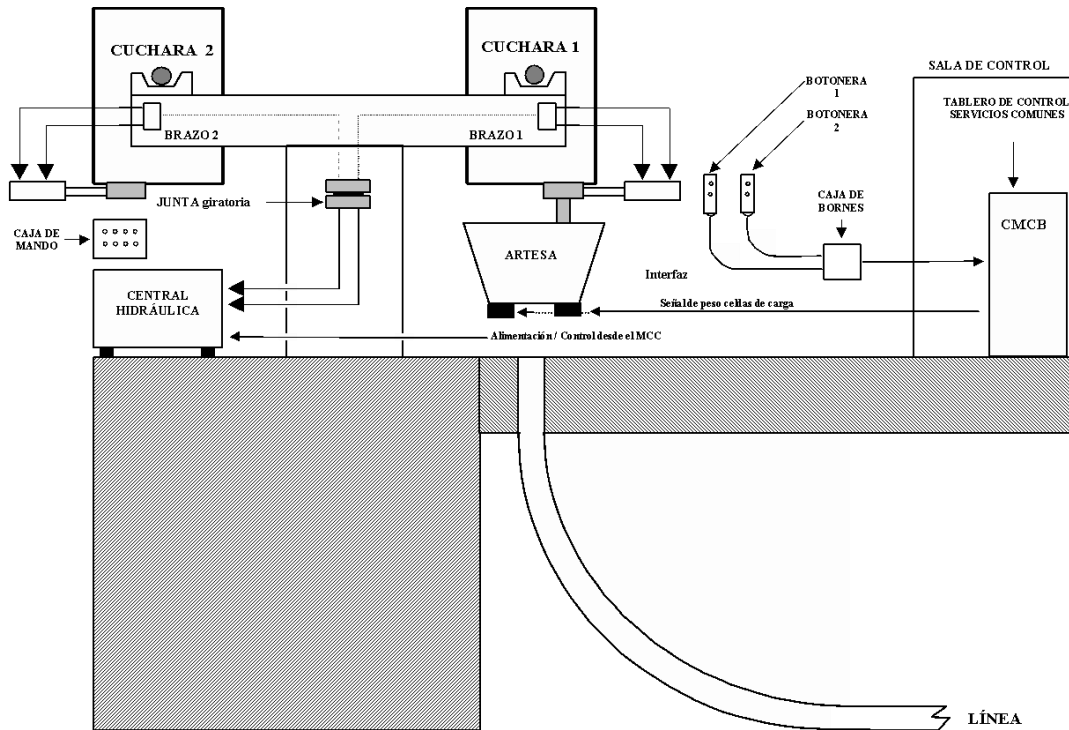 CUCHARA 2
CUCHARA 1
SALA DE CONTROL
BOTONERA
1
TABLERO DE CONTROL
SERVICIOS COMUNES
BOTONERA
2
BRAZO 2
BRAZO 1
JUNTA giratoria
CAJA DE
BORNES
CAJA DE
MANDO
CMCB
ARTESA
Interfaz
CENTRAL
HIDRÁULICA
Señal de peso celdas de carga
Alimentación / Control desde el MCC
LÍNEA